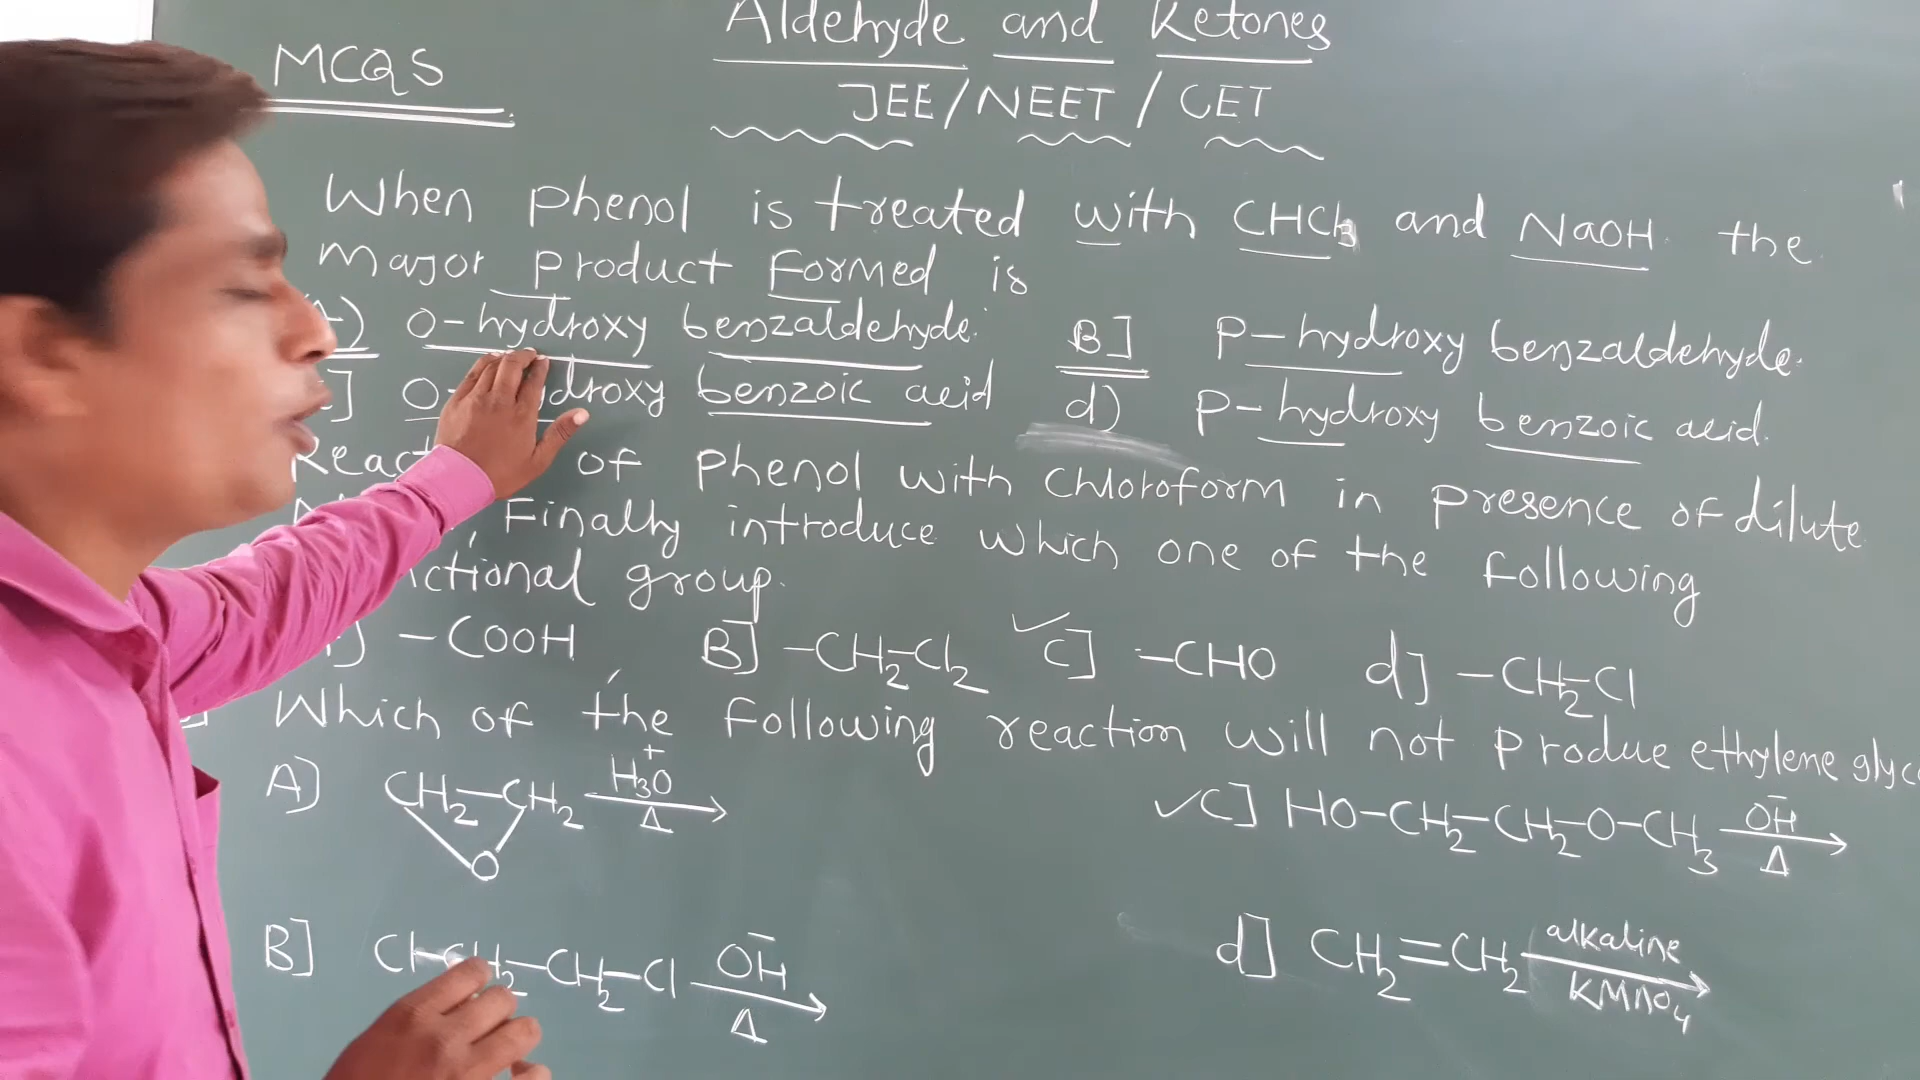 Aldehyde and Ketones
MCQS
JEE/NEET/CET
When phenol is treated with CHCl3 and NaOH the
major product Formed is
O-hydroxy benzaldehyde. B] P-hydroxy benzaldehyde.
benzoic acid d) P-hydroxy benzoic acid.
of phenol with chloroform in presence of dilute
Finally introduce which one of the following
group.
-COOH B] -CH2-Cl2 ✓C] -CHO d] -CH2-Cl
Which of the following reaction will not produe ethylene
A] CH2-CH2 O H3O+ Δ
✓C] HO-CH2-CH2-O-CH3 OH- Δ
B] Cl-CH2-CH2-Cl OH- Δ
d] CH2=CH2 alkaline KMnO4